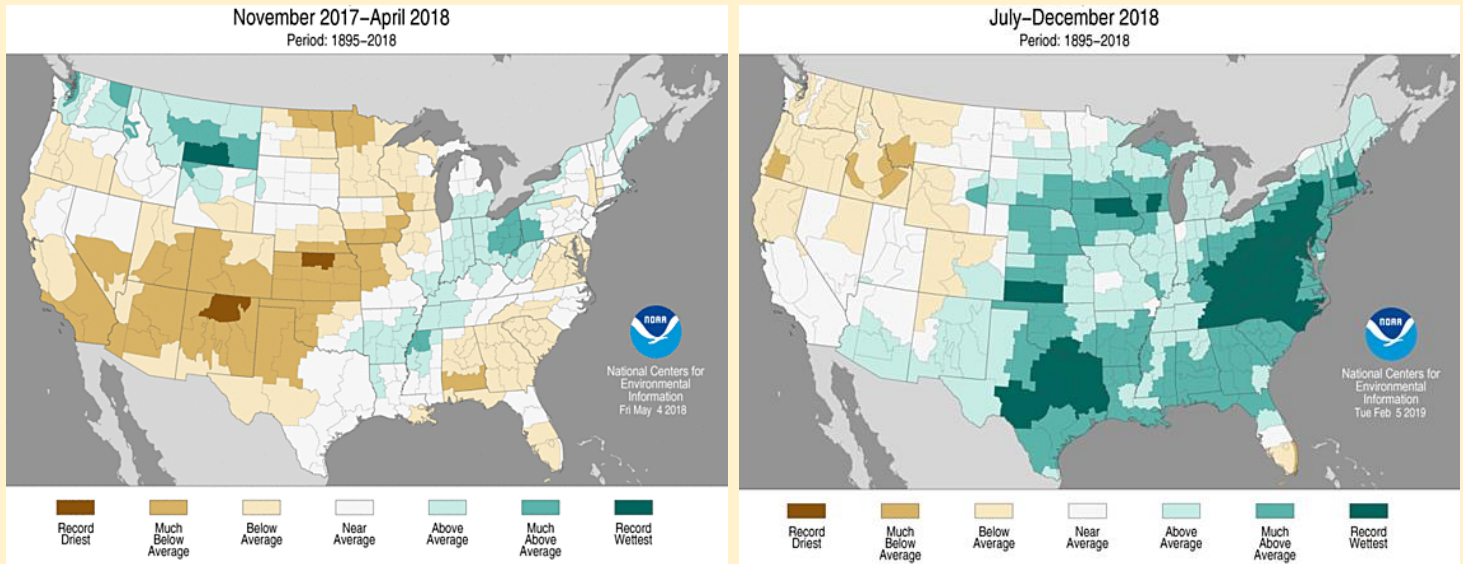 November 2017–April 2018
Period: 1895–2018
NOAA
National Centers for
Environmental
Information
Fri May 4 2018
Record
Driest
Much
Below
Average
Below
Average
Near
Average
Above
Average
Much
Above
Average
Record
Wettest
July–December 2018
Period: 1895–2018
NOAA
National Centers for
Environmental
Information
Tue Feb 5 2019
Record
Driest
Much
Below
Average
Below
Average
Near
Average
Above
Average
Much
Above
Average
Record
Wettest